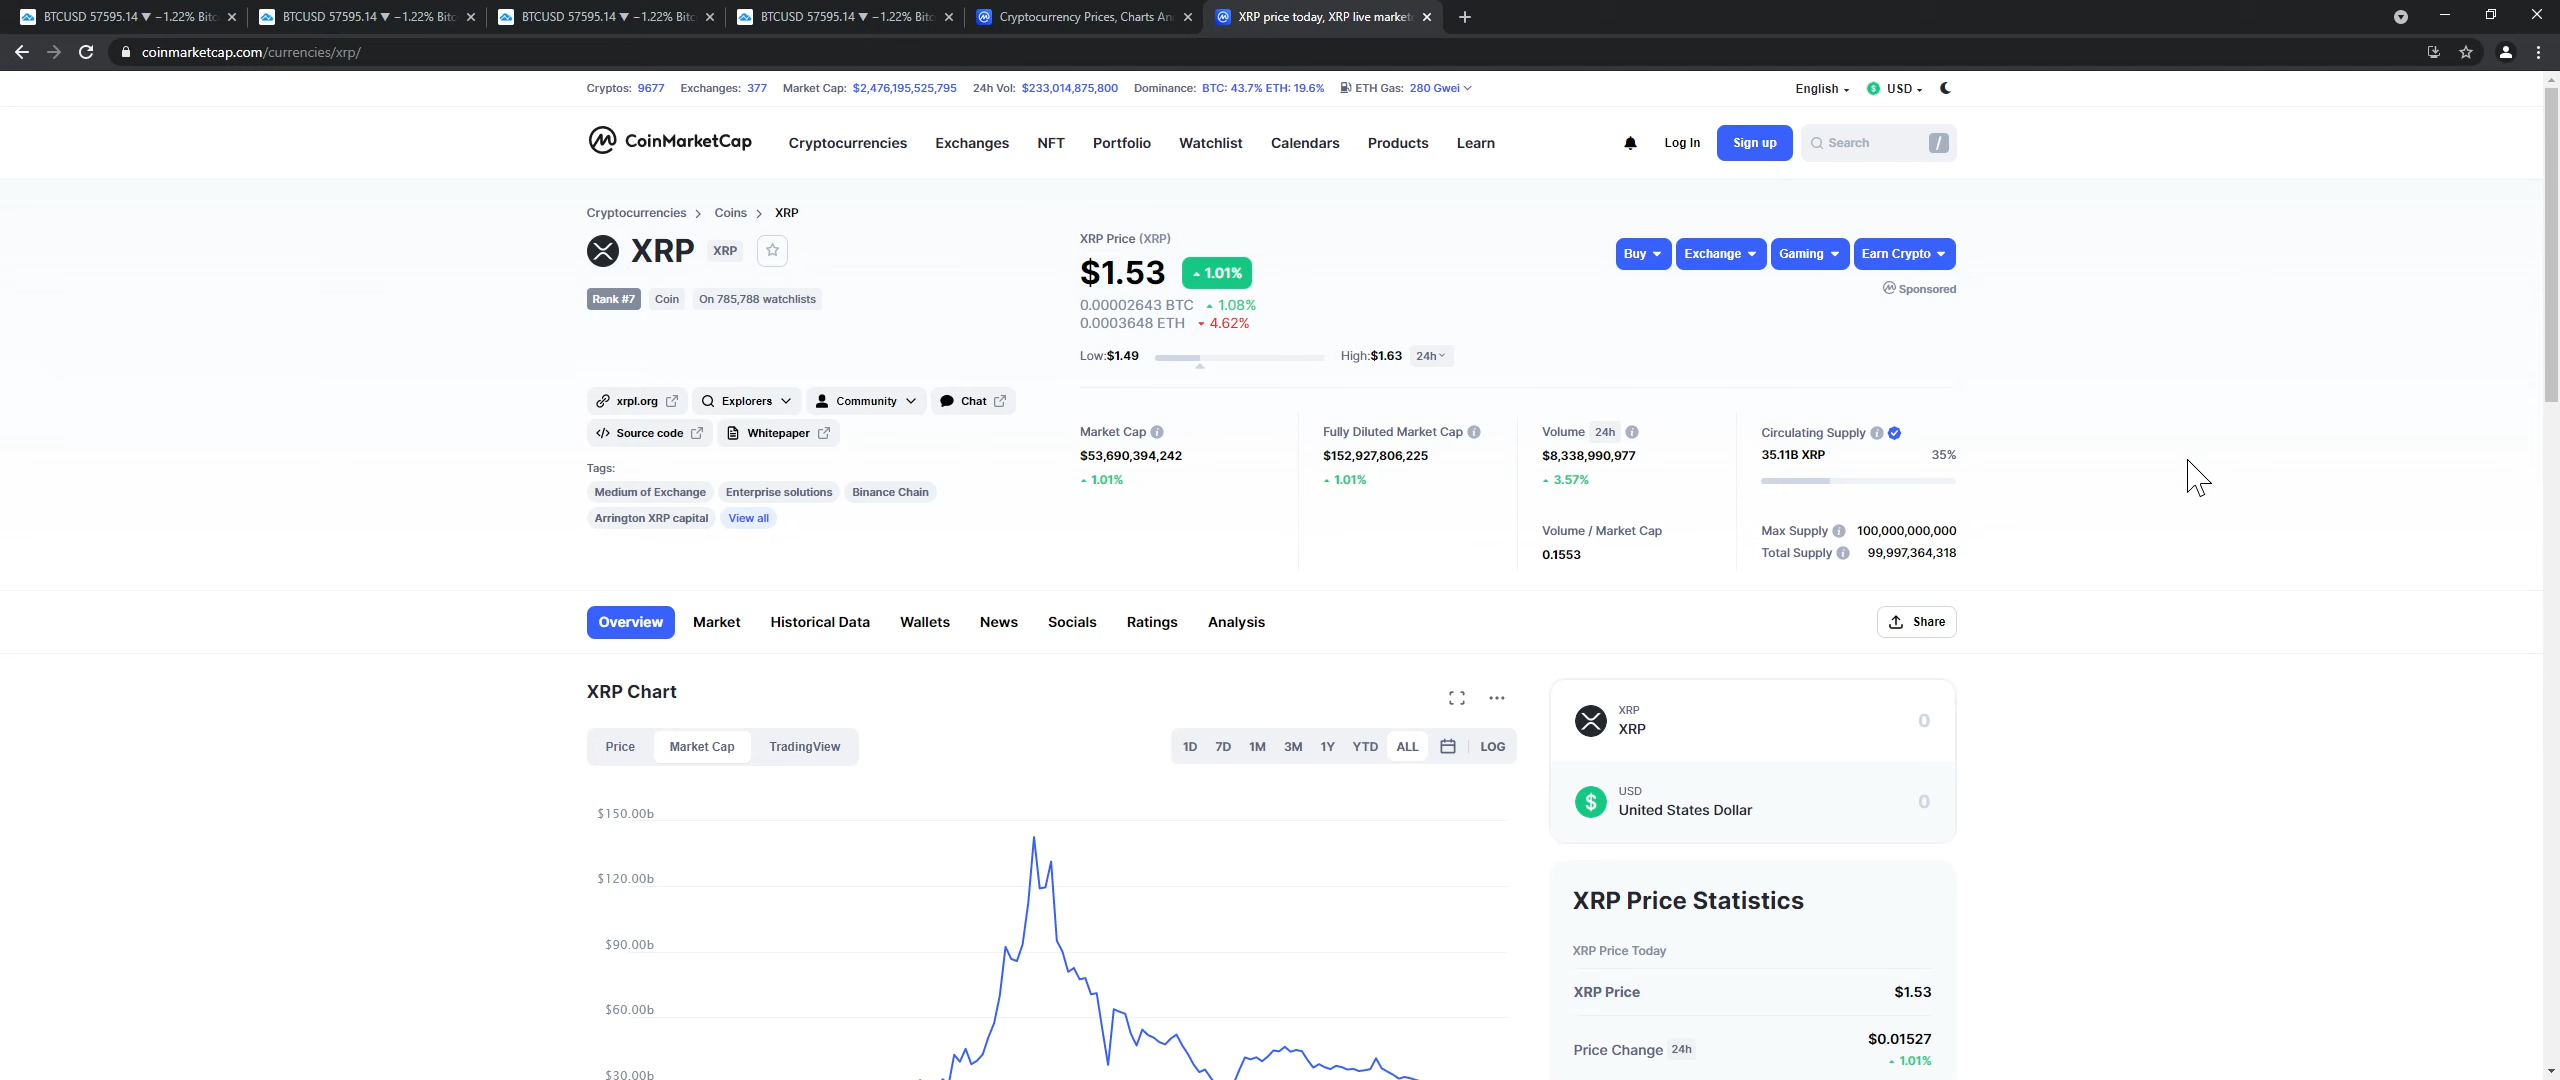 BTCUSD 57595.14 ▼ −1.22% Bitc
BTCUSD 57595.14 ▼ −1.22% Bitc
BTCUSD 57595.14 ▼ −1.22% Bitc
BTCUSD 57595.14 ▼ −1.22% Bitc
Cryptocurrency Prices, Charts An
XRP price today, XRP live market
coinmarketcap.com/currencies/xrp/
Cryptos: 9677 Exchanges: 377 Market Cap: $2,476,195,525,795 24h Vol: $233,014,875,800 Dominance: BTC: 43.7% ETH: 19.6% ETH Gas: 280 Gwei
English USD
CoinMarketCap Cryptocurrencies Exchanges NFT Portfolio Watchlist Calendars Products Learn Log In Sign up Search /
Cryptocurrencies > Coins > XRP
XRP XRP
Rank #7 Coin On 785,788 watchlists
XRP Price (XRP)
$1.53 1.01%
0.00002643 BTC 1.08%
0.0003648 ETH 4.62%
Low:$1.49 High:$1.63 24h
Buy Exchange Gaming Earn Crypto
Sponsored
xrpl.org Explorers Community Chat
Source code Whitepaper
Tags:
Medium of Exchange Enterprise solutions Binance Chain
Arrington XRP capital View all
Market Cap
$53,690,394,242
1.01%
Fully Diluted Market Cap
$152,927,806,225
1.01%
Volume 24h
$8,338,990,977
3.57%
Volume / Market Cap
0.1553
Circulating Supply
35.11B XRP 35%
Max Supply 100,000,000,000
Total Supply 99,997,364,318
Overview Market Historical Data Wallets News Socials Ratings Analysis Share
XRP Chart
Price Market Cap TradingView 1D 7D 1M 3M 1Y YTD ALL LOG
$150.00b
$120.00b
$90.00b
$60.00b
$30.00b
XRP
XRP 0
USD
United States Dollar 0
XRP Price Statistics
XRP Price Today
XRP Price $1.53
Price Change 24h $0.01527
1.01%